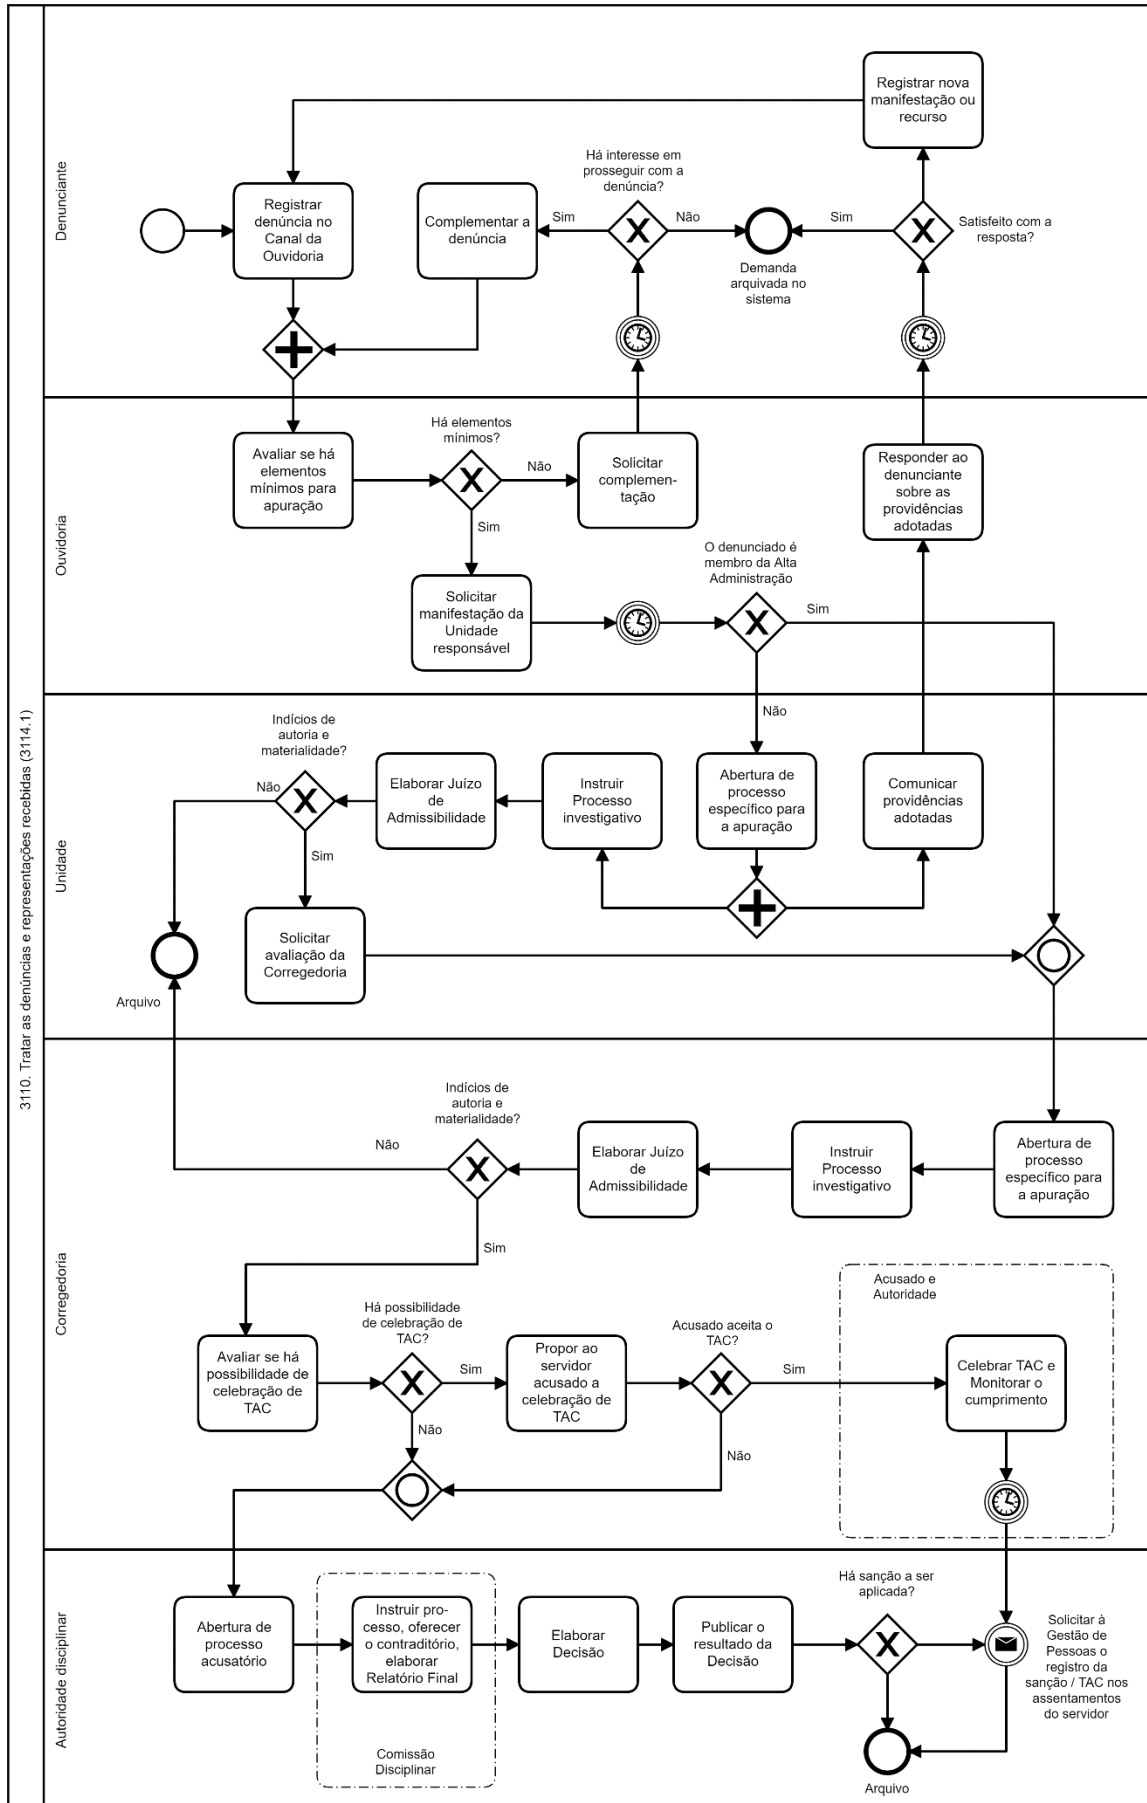 3110. Tratar as denúncias e representações recebidas (3114.1)
Denunciante
Registrar nova
manifestação ou
recurso
Há interesse em
prosseguir com a
denúncia?
Registrar
denúncia no
Canal da
Ouvidoria
Complementar a
denúncia
Sim
Não
Sim
Satisfeito com a
resposta?
Demanda
arquivada no
sistema
Ouvidoria
Avaliar se há
elementos
mínimos para
apuração
Há elementos
mínimos?
Não
Solicitar
complemen-
tação
Responder ao
denunciante
sobre as
providências
adotadas
Sim
Solicitar
manifestação da
Unidade
responsável
O denunciado é
membro da Alta
Administração
Sim
Não
Unidade
Indícios de
autoria e
materialidade?
Não
Elaborar Juízo
de
Admissibilidade
Instruir
Processo
investigativo
Abertura de
processo
específico para
a apuração
Comunicar
providências
adotadas
Sim
Solicitar
avaliação da
Corregedoria
Arquivo
Corregedoria
Indícios de
autoria e
materialidade?
Não
Elaborar Juízo
de
Admissibilidade
Instruir
Processo
investigativo
Abertura de
processo
específico para
a apuração
Sim
Acusado e
Autoridade
Avaliar se há
possibilidade de
celebração de
TAC
Há possibilidade
de celebração de
TAC?
Sim
Propor ao
servidor
acusado a
celebração de
TAC
Acusado aceita o
TAC?
Sim
Celebrar TAC e
Monitorar o
cumprimento
Não
Não
Autoridade disciplinar
Abertura de
processo
acusatório
Instruir pro-
cesso, oferecer
o contraditório,
elaborar
Relatório Final
Comissão
Disciplinar
Elaborar
Decisão
Publicar o
resultado da
Decisão
Há sanção a ser
aplicada?
Solicitar à
Gestão de
Pessoas o
registro da
sanção / TAC nos
assentamentos
do servidor
Arquivo